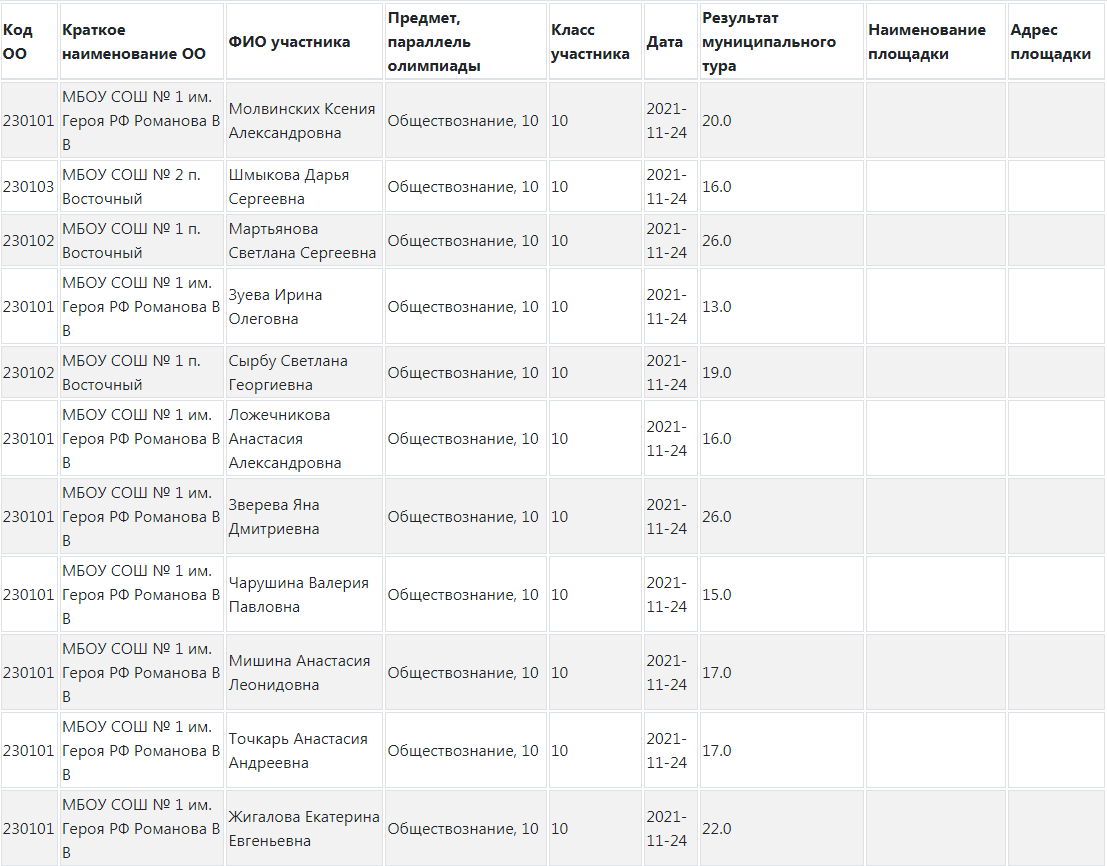 Код ОО
Краткое наименование ОО
ФИО участника
Предмет, параллель олимпиады
Класс участника
Дата
Результат муниципального тура
Наименование площадки
Адрес площадки
230101
МБОУ СОШ № 1 им.
Героя РФ Романова В
В
Молвинских Ксения
Александровна
Обществознание, 10
10
2021-
11-24
20.0
230103
МБОУ СОШ № 2 п.
Восточный
Шмыкова Дарья
Сергеевна
Обществознание, 10
10
2021-
11-24
16.0
230102
МБОУ СОШ № 1 п.
Восточный
Мартьянова
Светлана Сергеевна
Обществознание, 10
10
2021-
11-24
26.0
230101
МБОУ СОШ № 1 им.
Героя РФ Романова В
В
Зуева Ирина
Олеговна
Обществознание, 10
10
2021-
11-24
13.0
230102
МБОУ СОШ № 1 п.
Восточный
Сырбу Светлана
Георгиевна
Обществознание, 10
10
2021-
11-24
19.0
230101
МБОУ СОШ № 1 им.
Героя РФ Романова В
В
Ложечникова
Анастасия
Александровна
Обществознание, 10
10
2021-
11-24
16.0
230101
МБОУ СОШ № 1 им.
Героя РФ Романова В
В
Зверева Яна
Дмитриевна
Обществознание, 10
10
2021-
11-24
26.0
230101
МБОУ СОШ № 1 им.
Героя РФ Романова В
В
Чарушина Валерия
Павловна
Обществознание, 10
10
2021-
11-24
15.0
230101
МБОУ СОШ № 1 им.
Героя РФ Романова В
В
Мишина Анастасия
Леонидовна
Обществознание, 10
10
2021-
11-24
17.0
230101
МБОУ СОШ № 1 им.
Героя РФ Романова В
В
Точкарь Анастасия
Андреевна
Обществознание, 10
10
2021-
11-24
17.0
230101
МБОУ СОШ № 1 им.
Героя РФ Романова В
В
Жигалова Екатерина
Евгеньевна
Обществознание, 10
10
2021-
11-24
22.0